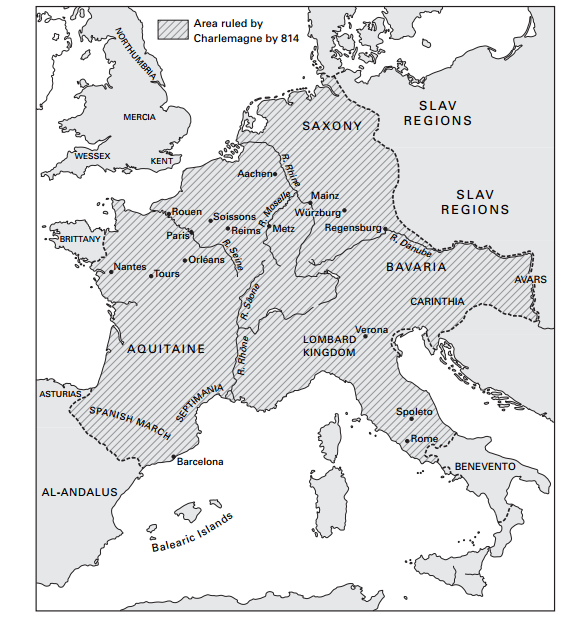 Area ruled by
Charlemagne by 814
NORTHUMBRIA
MERCIA
WESSEX
KENT
SLAV
REGIONS
SAXONY
SLAV
REGIONS
Aachen
R. Rhine
Mainz
R. Moselle
Würzburg
Rouen
Soissons
Reims
Metz
Regensburg
Paris
R. Seine
R. Danube
BRITTANY
Orléans
Nantes
Tours
BAVARIA
AVARS
CARINTHIA
R. Saône
Verona
LOMBARD
KINGDOM
AQUITAINE
R. Rhône
ASTURIAS
SEPTIMANIA
SPANISH MARCH
Spoleto
Rome
Barcelona
BENEVENTO
AL-ANDALUS
Balearic Islands